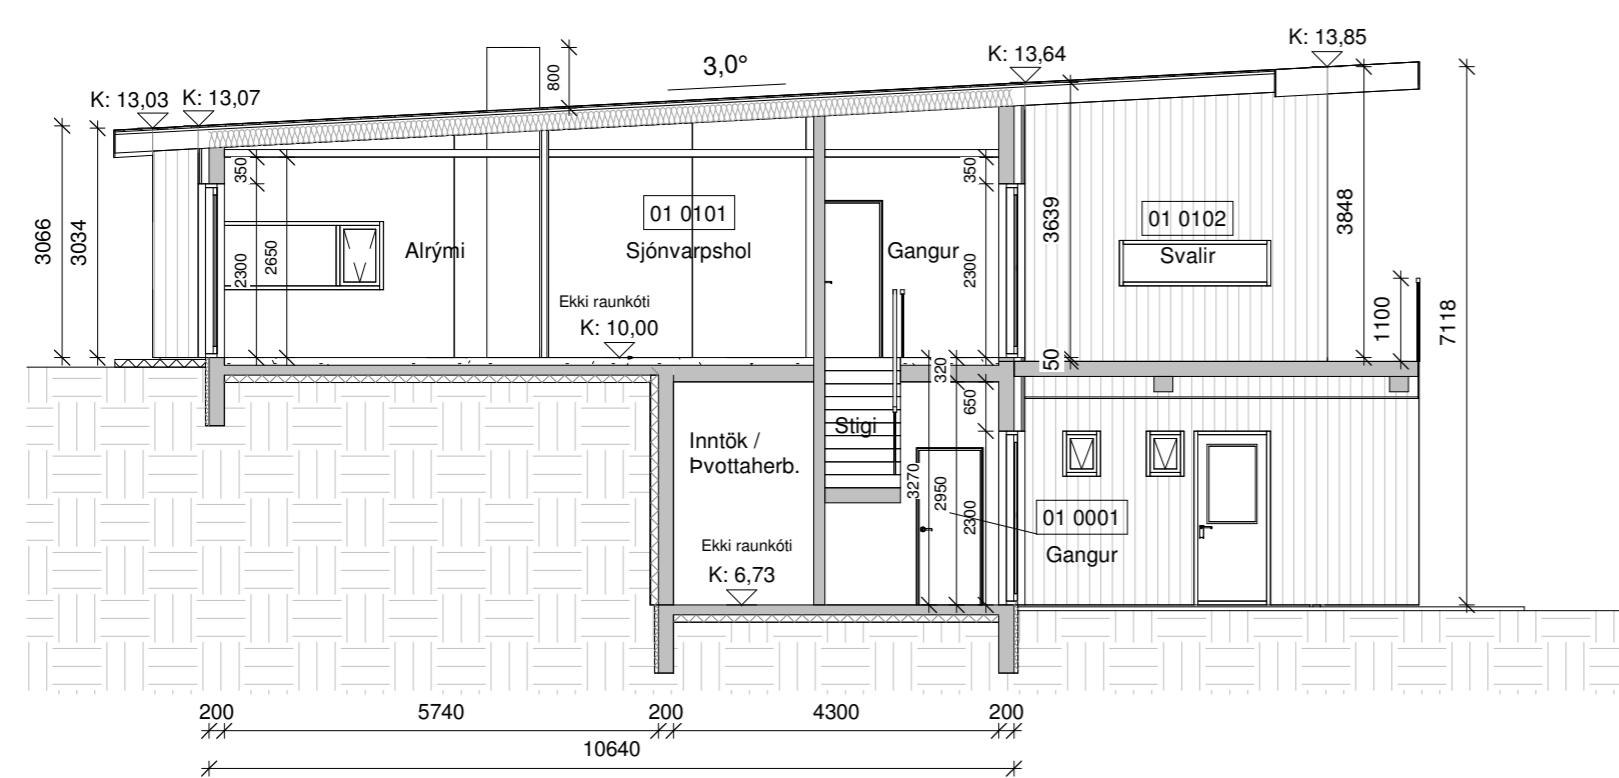 K: 13,85
K: 13,64
3,0°
800
K: 13,03
K: 13,07
350
350
01 0101
01 0102
3066
3034
2300
2650
Alrými
Sjónvarpshol
Gangur
2300
3639
Svalir
3848
Ekki raunkóti
K: 10,00
1100
7118
320
50
650
Stigi
Inntök /
Þvottaherb.
3270
2950
2300
01 0001
Gangur
Ekki raunkóti
K: 6,73
200
5740
200
4300
200
10640